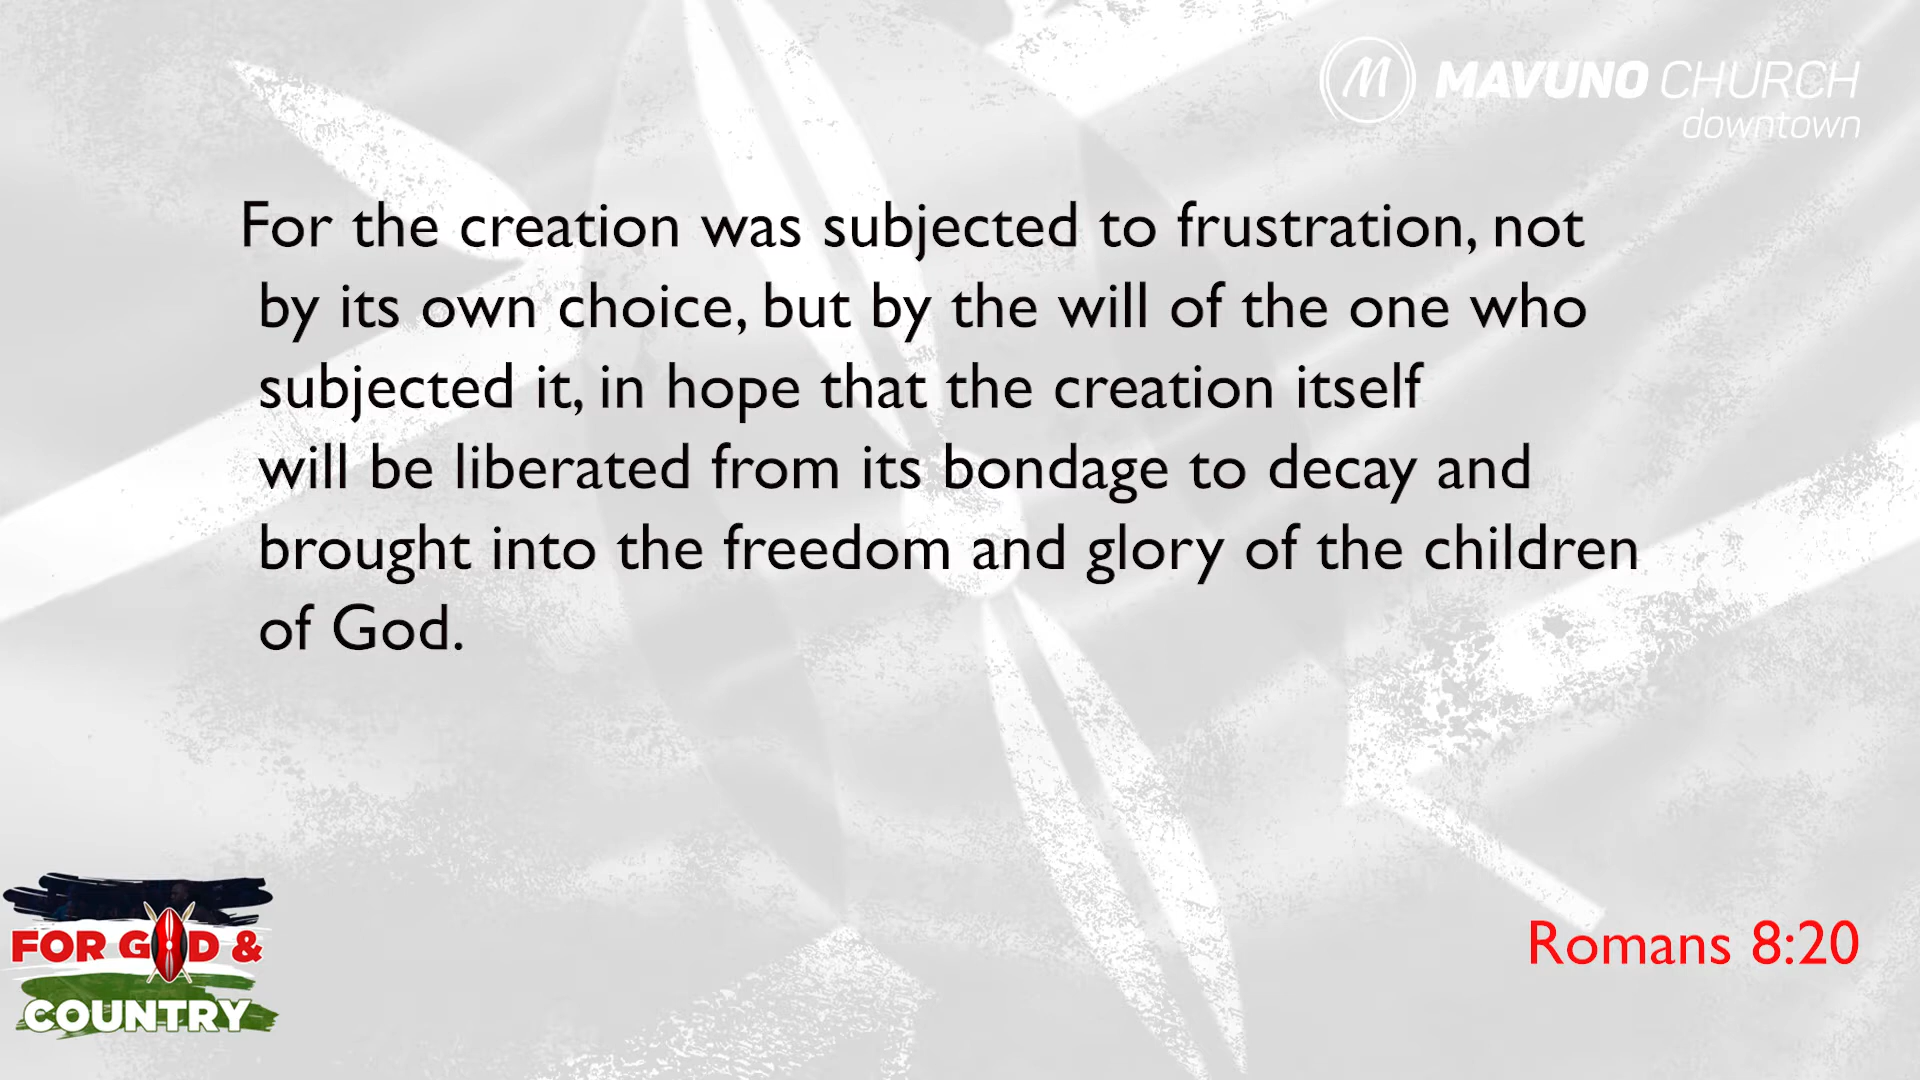 M MAVUNO CHURCH
downtown
For the creation was subjected to frustration, not
by its own choice, but by the will of the one who
subjected it, in hope that the creation itself
will be liberated from its bondage to decay and
brought into the freedom and glory of the children
of God.
FOR GOD &
COUNTRY
Romans 8:20